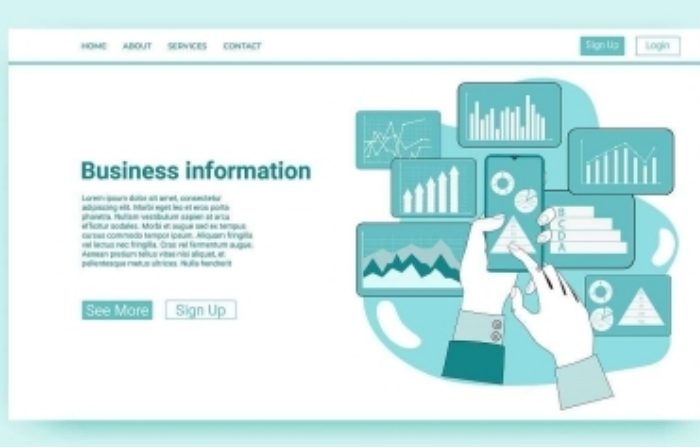 HOME ABOUT SERVICES CONTACT
Sign Up Login
Business information
Lorem ipsum dolor sit amet, consectetur
adipiscing elit. Morbi eget leo et eros porta
pharetra. Nullam vestibulum sapien at arcu
efficitur sodales. Morbi et augue sed ex tempus
cursus commodo tempor ipsum. Aliquam fringilla
vel lectus nec fringilla. Cras vel fermentum augue.
Aenean pretium tellus vitae nisi aliquet, at
pellentesque metus ultrices. Nulla hendrerit
See More Sign Up
B
C
D
A